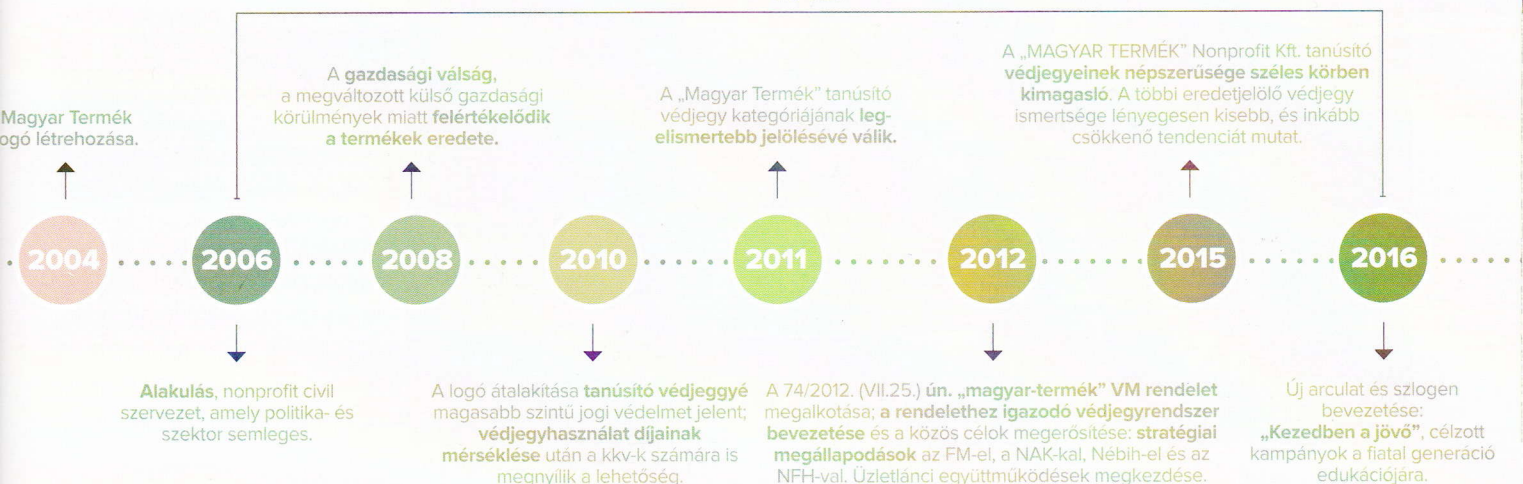 Magyar Termék
ogó létrehozása.
A gazdasági válság,
a megváltozott külső gazdasági
körülmények miatt felértékelődik
a termékek eredete.
A „Magyar Termék” tanúsító
védjegy kategóriájának leg-
elismertebb jelölésévé válik.
A „MAGYAR TERMÉK” Nonprofit Kft. tanúsító
védjegyeinek népszerűsége széles körben
kimagasló. A többi eredetjelölő védjegy
ismertsége lényegesen kisebb, és inkább
csökkenő tendenciát mutat.
2004
2006
2008
2010
2011
2012
2015
2016
Alakulás, nonprofit civil
szervezet, amely politika- és
szektor semleges.
A logó átalakítása tanúsító védjeggyé
magasabb szintű jogi védelmet jelent;
védjegyhasználat díjainak
mérséklése után a kkv-k számára is
megnyílik a lehetőség.
A 74/2012. (VII.25.) ún. „magyar-termék” VM rendelet
megalkotása; a rendelethez igazodó védjegyrendszer
bevezetése és a közös célok megerősítése: stratégiai
megállapodások az FM-el, a NAK-kal, Nébih-el és az
NFH-val. Üzletlánci együttműködések megkezdése.
Új arculat és szlogen
bevezetése:
„Kezedben a jövő”, célzott
kampányok a fiatal generáció
edukációjára.